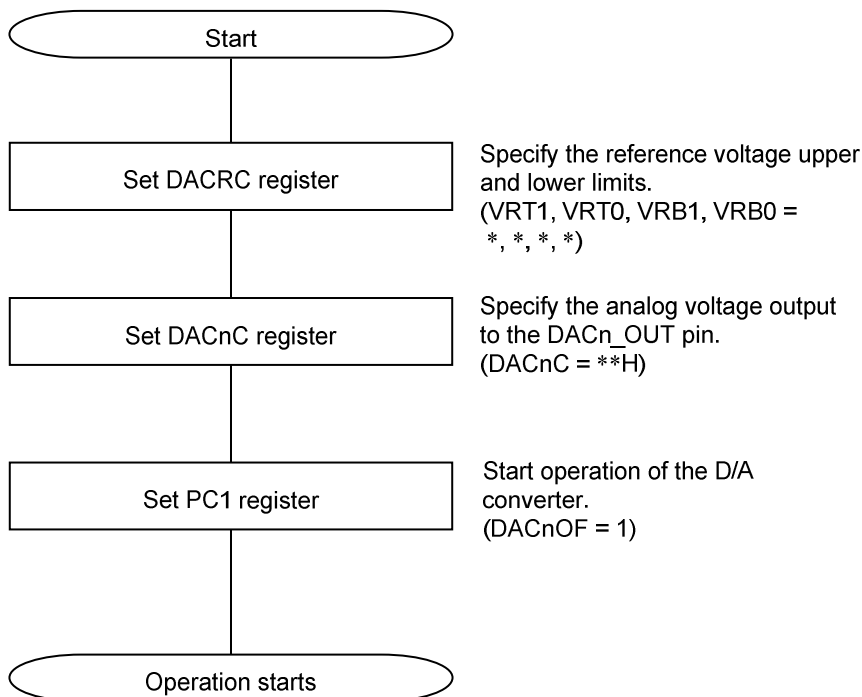 Start
Set DACRC register
Specify the reference voltage upper
and lower limits.
(VRT1, VRT0, VRB1, VRB0 =
*, *, *, *)
Set DACnC register
Specify the analog voltage output
to the DACn_OUT pin.
(DACnC = **H)
Set PC1 register
Start operation of the D/A
converter.
(DACnOF = 1)
Operation starts